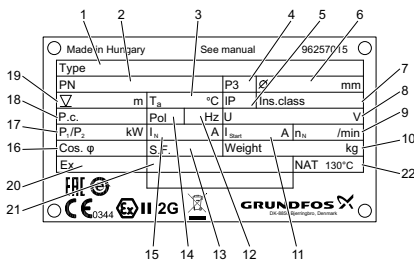 1 2 3 4 5 6
Made in Hungary See manual 96257015
Type
PN P3 Ø mm
19 m Ta °C IP Ins.class 7
18 P.c. Pol Hz U V 8
17 P1/P2 kW IN A IStart A nN /min 9
16 Cos. φ S.F. Weight kg 10
20 Ex NAT 130°C 22
21 EAC CE 0344 Ex II 2G GRUNDFOS
DK-8850 Bjerringbro, Denmark
15 14 13 12 11